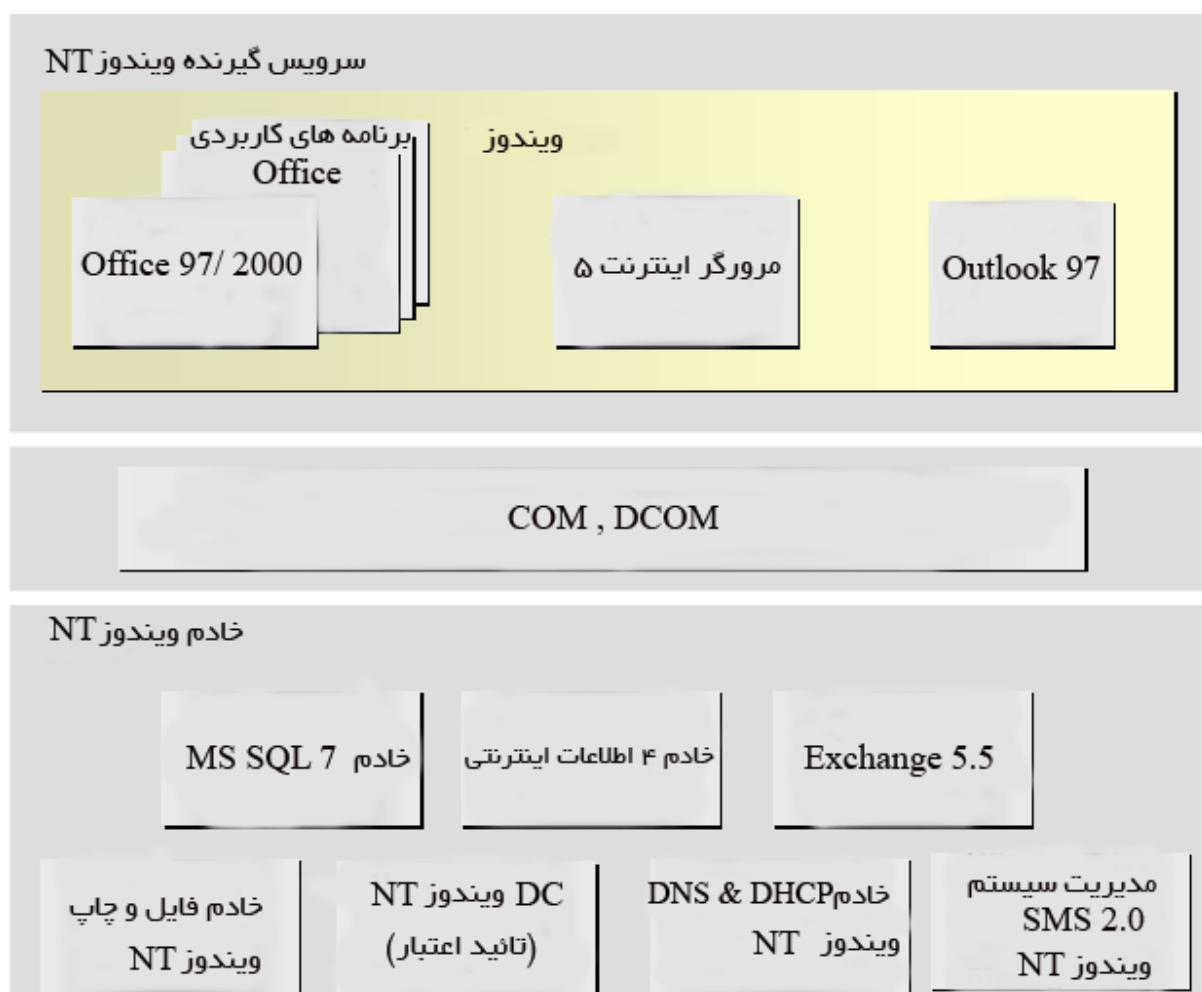 سرویس گیرنده ویندوز NT
برنامه های کاربردی
Office
Office 97/ 2000
ویندوز
مرورگر اینترنت ۵
Outlook 97
COM , DCOM
خادم ویندوز NT
خادم MS SQL 7
خادم ۴ اطلاعات اینترنتی
Exchange 5.5
خادم فایل و چاپ
ویندوز NT
DC ویندوز NT
(تائید اعتبار)
خادم DNS & DHCP
ویندوز NT
مدیریت سیستم
SMS 2.0
ویندوز NT